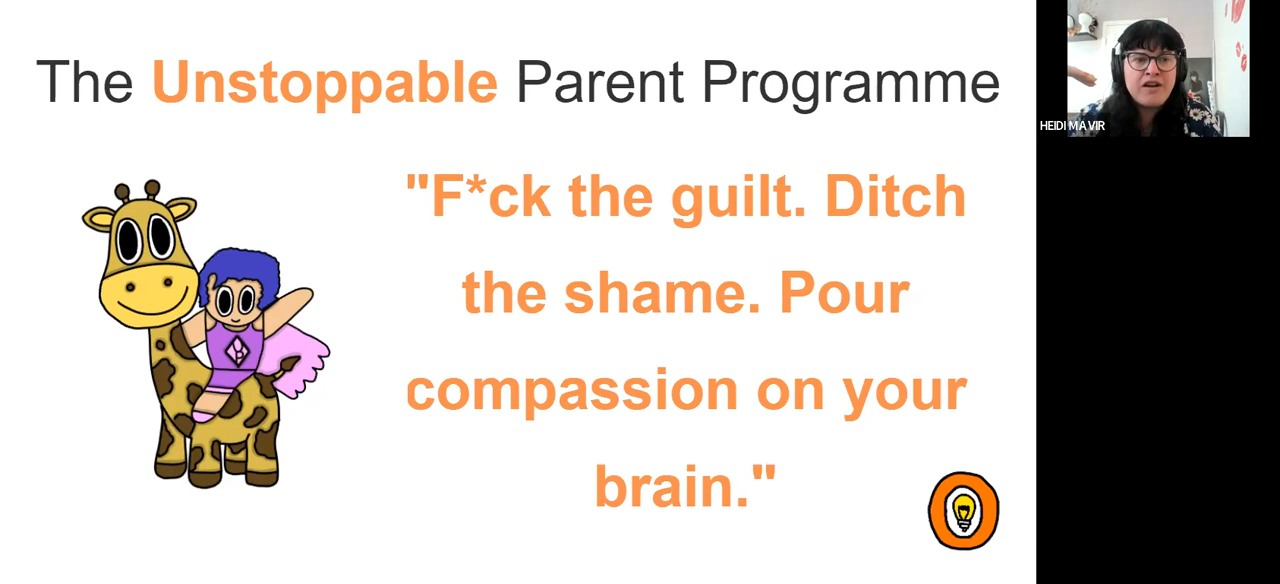 The Unstoppable Parent Programme
"F*ck the guilt. Ditch
the shame. Pour
compassion on your
brain."
HEIDI MAVIR